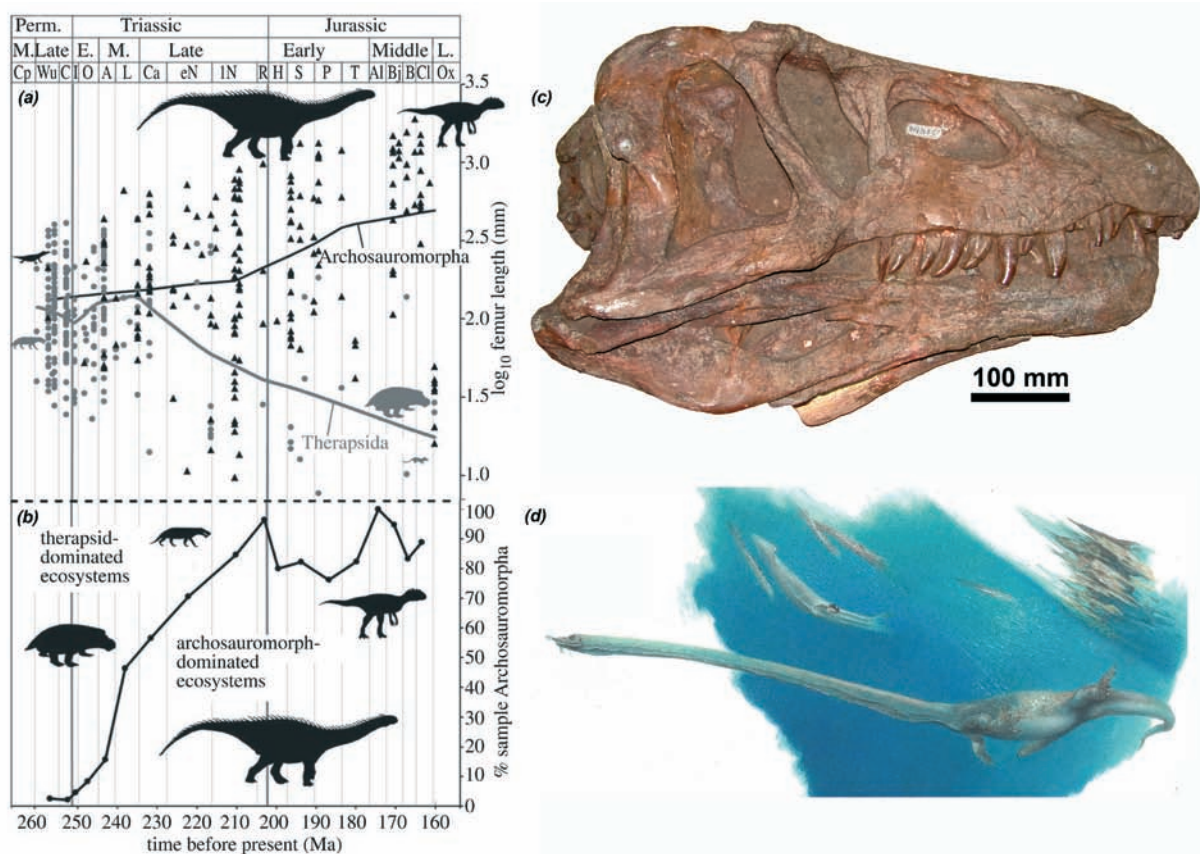 Perm. Triassic Jurassic
M. Late E. M. Late Early Middle L.
Cp Wu C I O A L Ca eN lN R H S P T Al Bj B Cl Ox
(a)
3.5
3.0
2.5
2.0
1.5
1.0
log10 femur length (mm)
Archosauromorpha
Therapsida
(b)
therapsid-
dominated
ecosystems
archosauromorph-
dominated
ecosystems
100
90
80
70
60
50
40
30
20
10
0
% sample Archosauromorpha
260 250 240 230 220 210 200 190 180 170 160
time before present (Ma)
(c)
100 mm
(d)